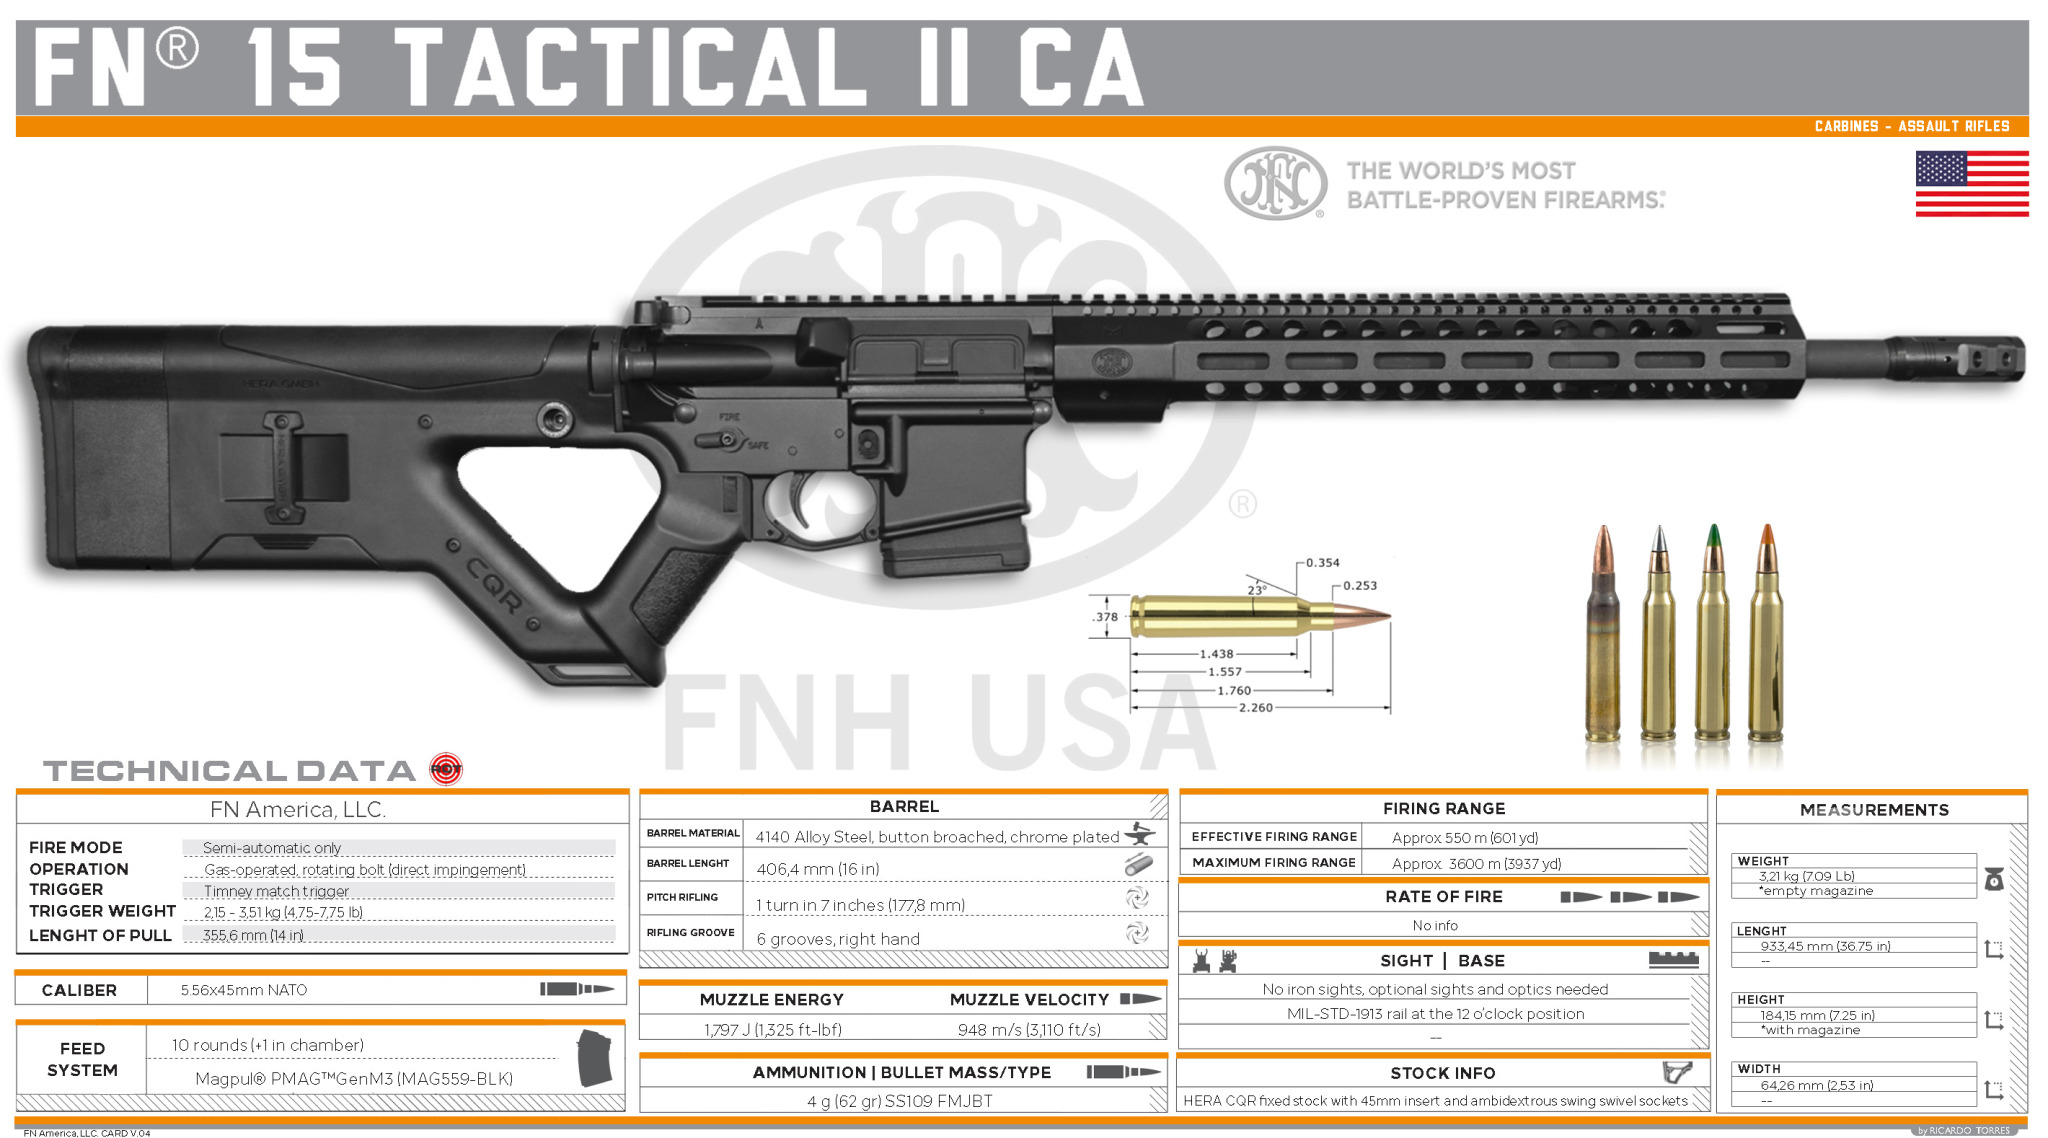 FN® 15 TACTICAL II CA
CARBINES - ASSAULT RIFLES
THE WORLD'S MOST
BATTLE-PROVEN FIREARMS.®
HERA GMBH
A
FIRE
SAFE
CQR
®
FNH USA
0.354
23°
0.253
.378
1.438
1.557
1.760
2.260
TECHNICAL DATA
FN America, LLC.
FIRE MODE Semi-automatic only
OPERATION Gas-operated, rotating bolt (direct impingement)
TRIGGER Timney match trigger
TRIGGER WEIGHT 2,15 - 3,51 kg (4,75-7,75 lb)
LENGHT OF PULL 355,6 mm (14 in)
CALIBER 5.56x45mm NATO
FEED SYSTEM
10 rounds (+1 in chamber)
Magpul® PMAG™GenM3 (MAG559-BLK)
BARREL
BARREL MATERIAL 4140 Alloy Steel, button broached, chrome plated
BARREL LENGHT 406,4 mm (16 in)
PITCH RIFLING 1 turn in 7 inches (177,8 mm)
RIFLING GROOVE 6 grooves, right hand
MUZZLE ENERGY MUZZLE VELOCITY
1,797 J (1,325 ft-lbf) 948 m/s (3,110 ft/s)
AMMUNITION | BULLET MASS/TYPE
4 g (62 gr) SS109 FMJBT
FIRING RANGE
EFFECTIVE FIRING RANGE Approx 550 m (601 yd)
MAXIMUM FIRING RANGE Approx. 3600 m (3937 yd)
RATE OF FIRE
No info
SIGHT | BASE
No iron sights, optional sights and optics needed
MIL-STD-1913 rail at the 12 o'clock position
--
STOCK INFO
HERA CQR fixed stock with 45mm insert and ambidextrous swing swivel sockets
MEASUREMENTS
WEIGHT
3,21 kg (7.09 Lb)
*empty magazine
LENGHT
933,45 mm (36.75 in)
--
HEIGHT
184,15 mm (7.25 in)
*with magazine
WIDTH
64,26 mm (2,53 in)
--
FN America, LLC. CARD V.04
by RICARDO TORRES